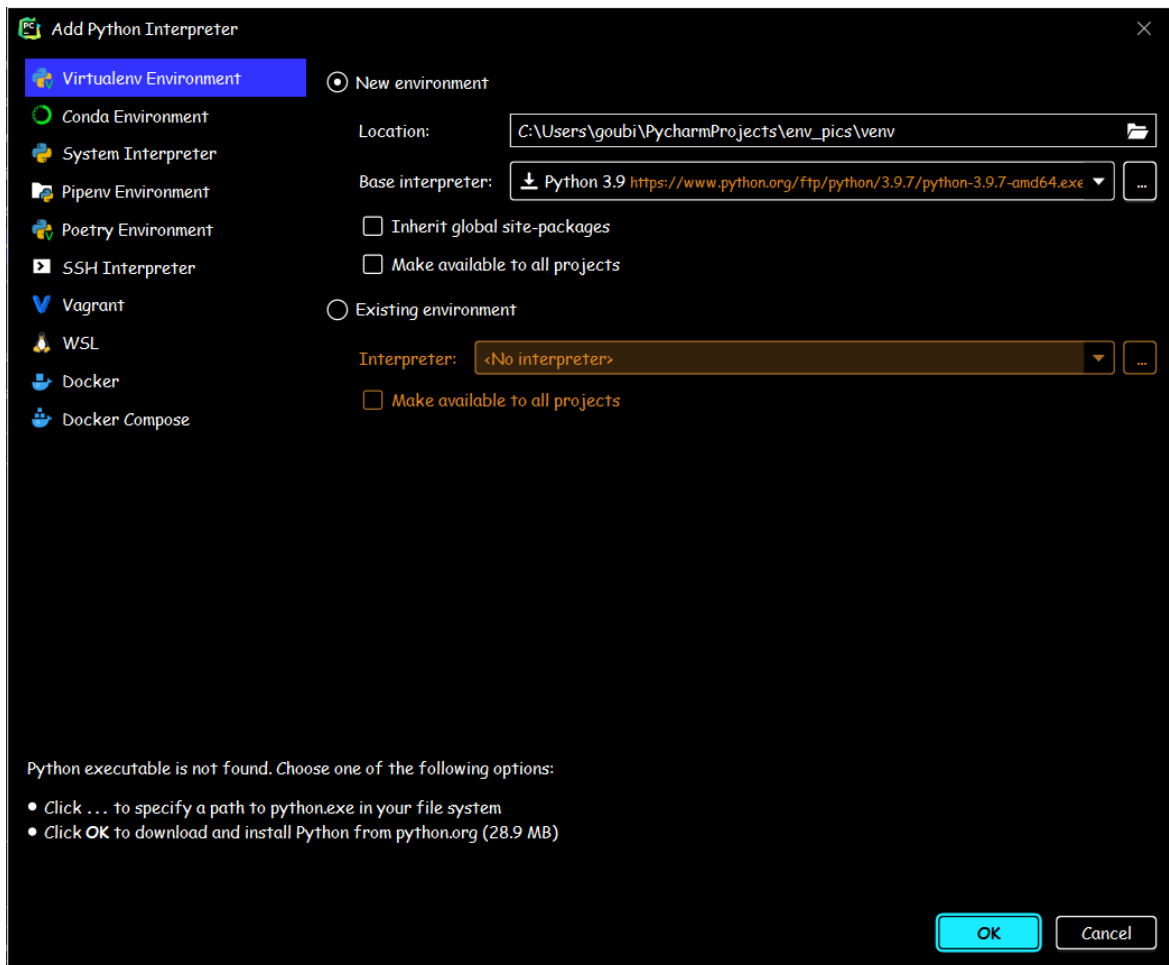 PC
Add Python Interpreter
Virtualenv Environment
Conda Environment
System Interpreter
Pipenv Environment
Poetry Environment
SSH Interpreter
Vagrant
WSL
Docker
Docker Compose
New environment
Location: C:\Users\goubi\PycharmProjects\env_pics\venv
Base interpreter: Python 3.9 https://www.python.org/ftp/python/3.9.7/python-3.9.7-amd64.exe ...
Inherit global site-packages
Make available to all projects
Existing environment
Interpreter: <No interpreter> ...
Make available to all projects
Python executable is not found. Choose one of the following options:
• Click ... to specify a path to python.exe in your file system
• Click OK to download and install Python from python.org (28.9 MB)
OK Cancel